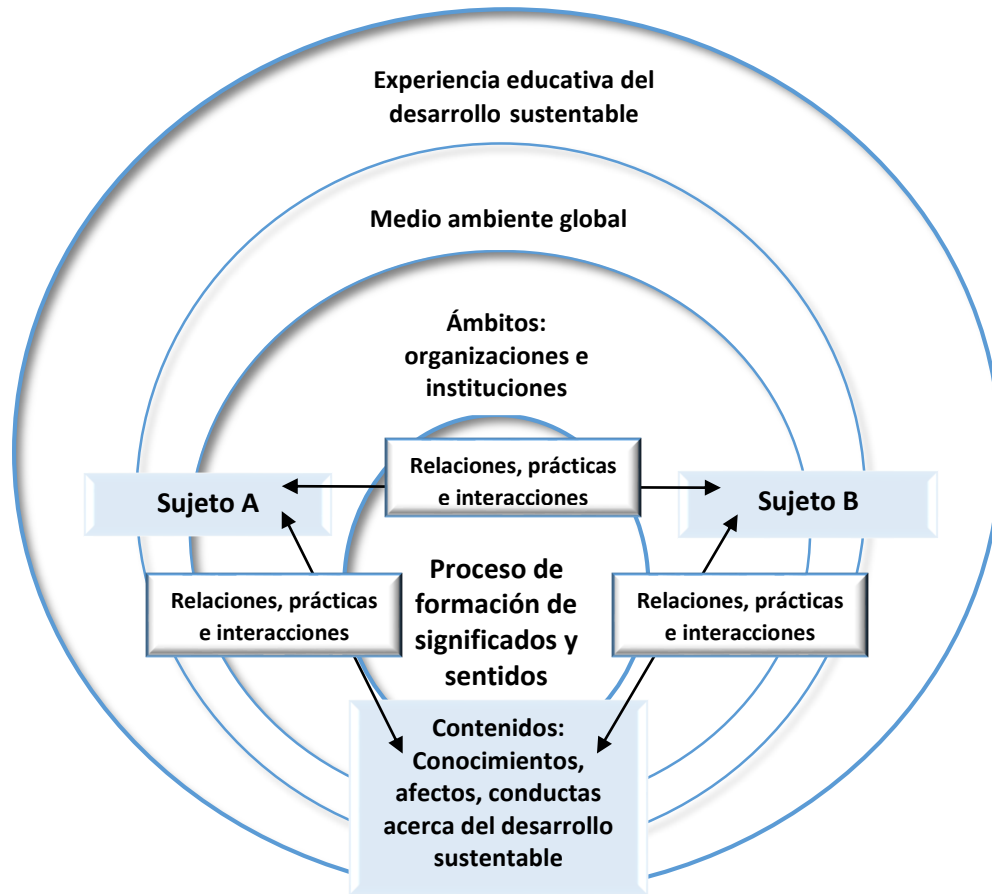 Experiencia educativa del
desarrollo sustentable
Medio ambiente global
Ámbitos:
organizaciones e
instituciones
Relaciones, prácticas
e interacciones
Sujeto A
Sujeto B
Proceso de
formación de
significados y
sentidos
Relaciones, prácticas
e interacciones
Relaciones, prácticas
e interacciones
Contenidos:
Conocimientos,
afectos, conductas
acerca del desarrollo
sustentable